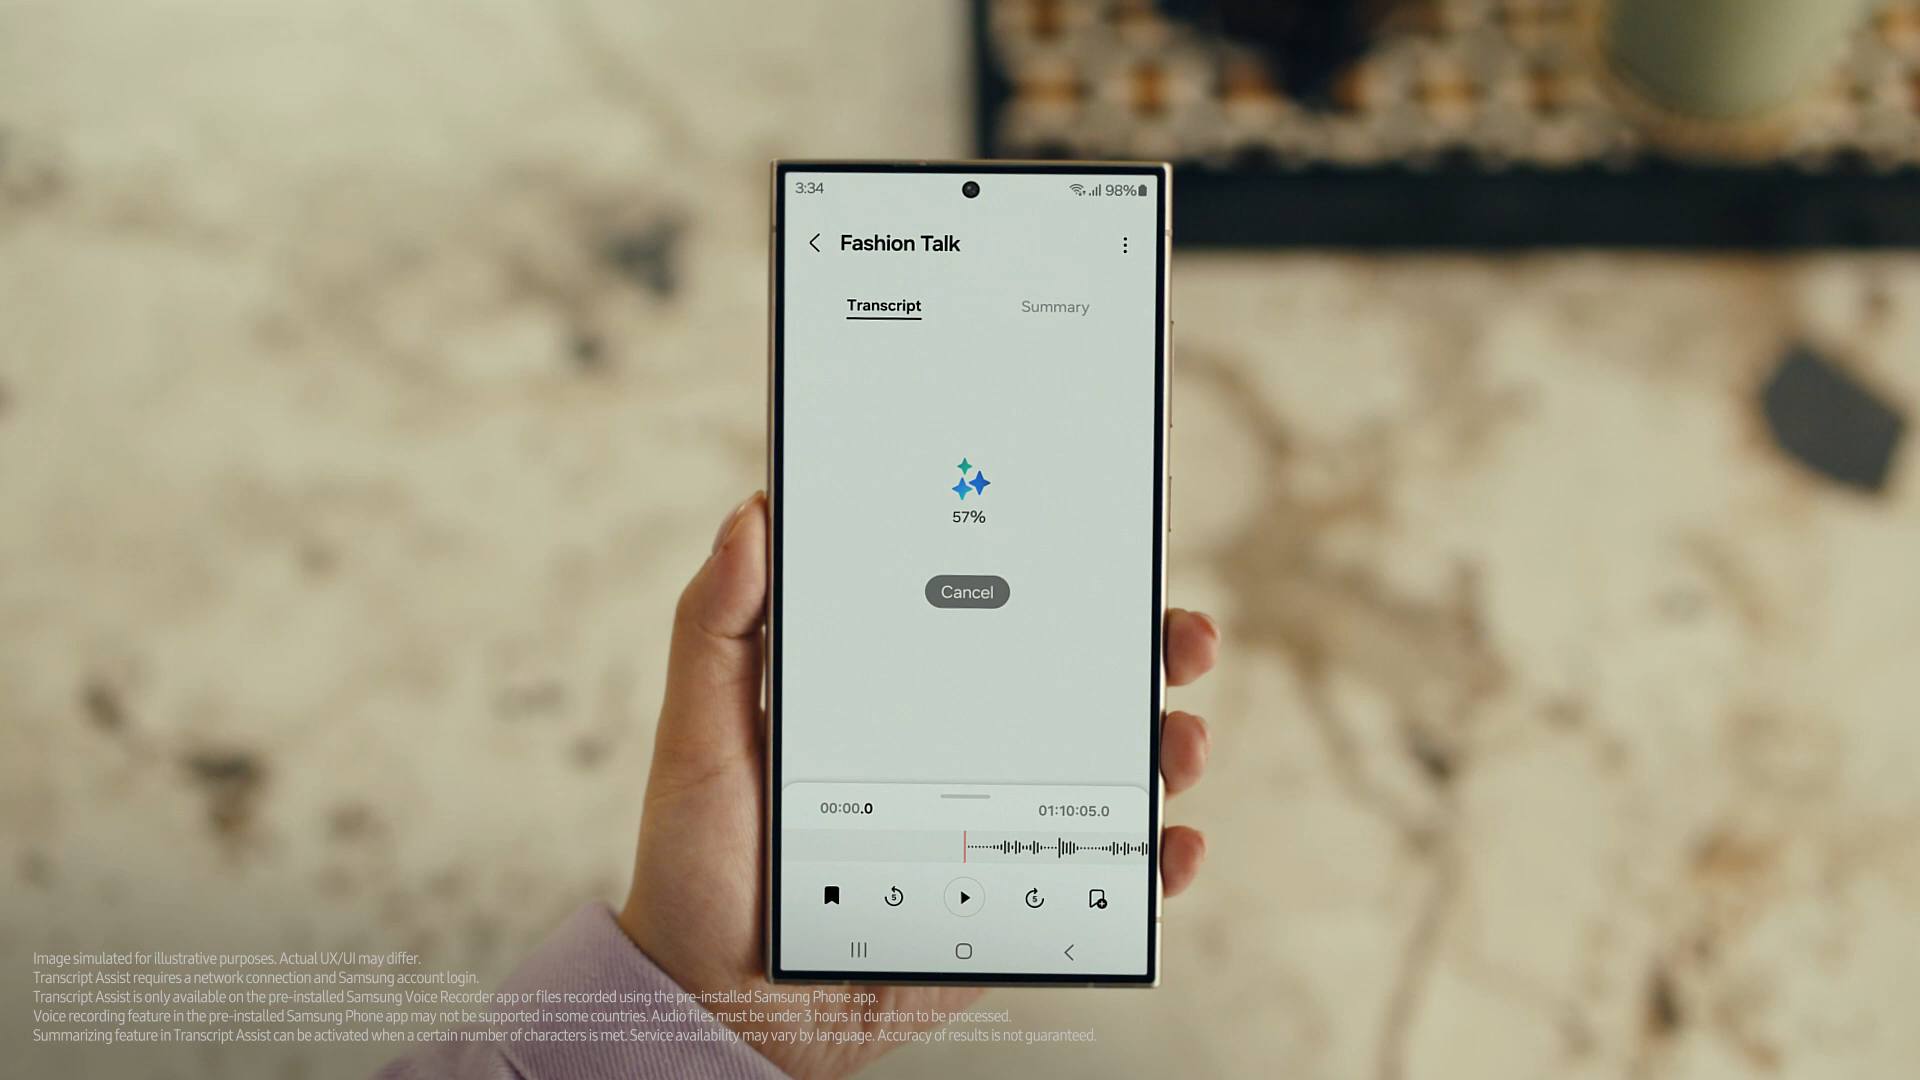 3:34
98%
Fashion Talk
Transcript
Summary
57%
Cancel
00:00.0
01:10:05.0
5
5
Image simulated for illustrative purposes. Actual UX/UI may differ.
Transcript Assist requires a network connection and Samsung account login.
Transcript Assist is only available on the pre-installed Samsung Voice Recorder app or files recorded using the pre-installed Samsung Phone app.
Voice recording feature in the pre-installed Samsung Phone app may not be supported in some countries. Audio files must be under 3 hours in duration to be processed.
Summarizing feature in Transcript Assist can be activated when a certain number of characters is met. Service availability may vary by language. Accuracy of results is not guaranteed.